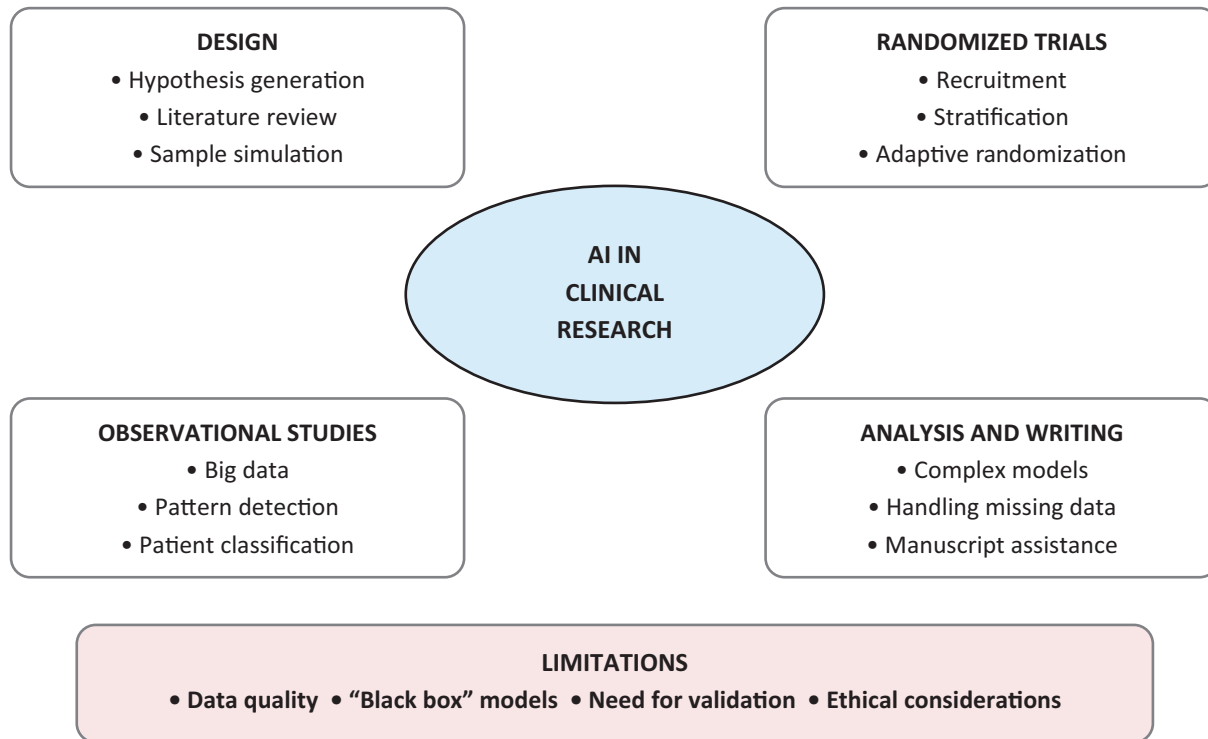 DESIGN
• Hypothesis generation
• Literature review
• Sample simulation
RANDOMIZED TRIALS
• Recruitment
• Stratification
• Adaptive randomization
AI IN
CLINICAL
RESEARCH
OBSERVATIONAL STUDIES
• Big data
• Pattern detection
• Patient classification
ANALYSIS AND WRITING
• Complex models
• Handling missing data
• Manuscript assistance
LIMITATIONS
• Data quality • “Black box” models • Need for validation • Ethical considerations